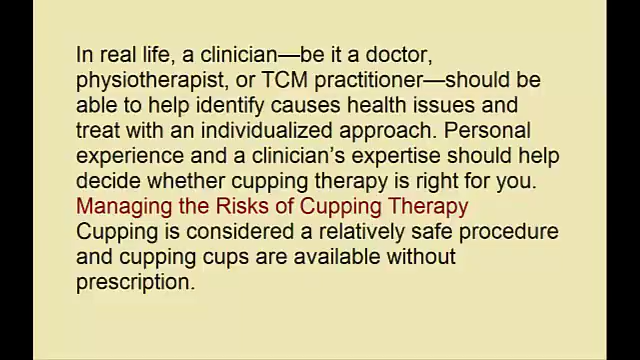 In real life, a clinician—be it a doctor,
physiotherapist, or TCM practitioner—should be
able to help identify causes health issues and
treat with an individualized approach. Personal
experience and a clinician’s expertise should help
decide whether cupping therapy is right for you.
Managing the Risks of Cupping Therapy
Cupping is considered a relatively safe procedure
and cupping cups are available without
prescription.